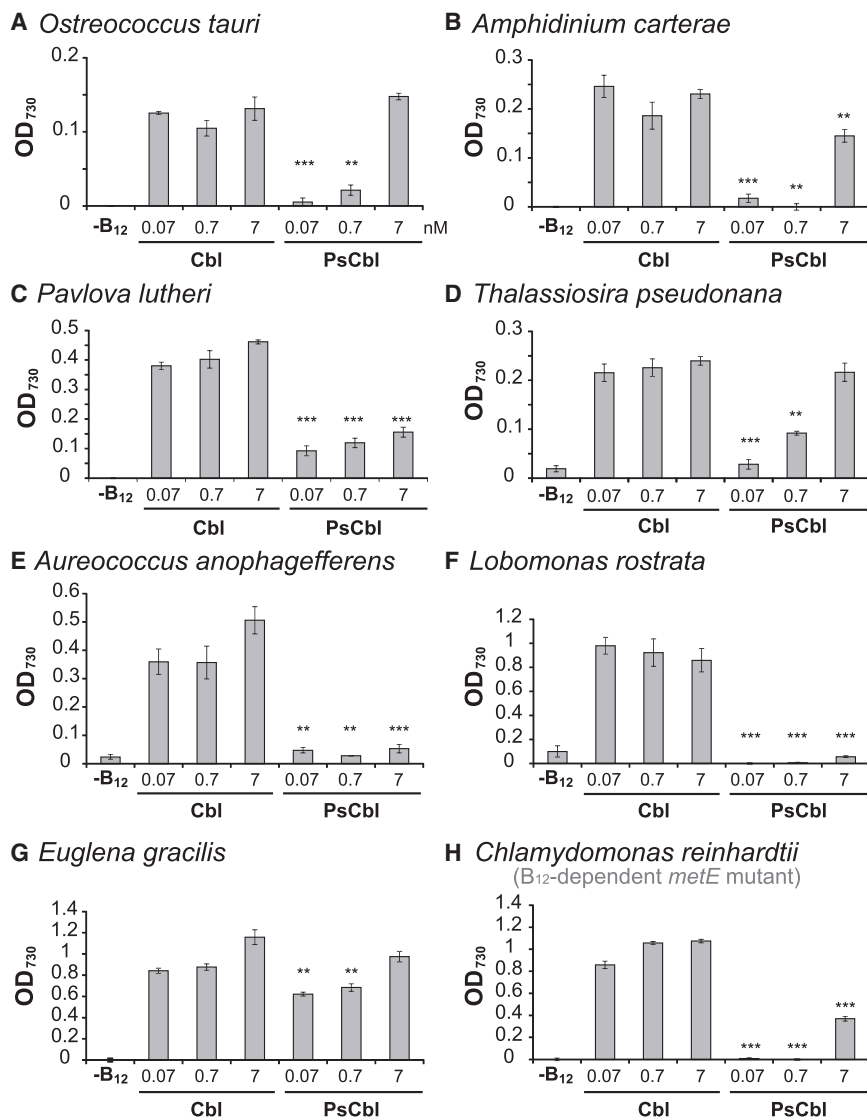 A Ostreococcus tauri
0.2
0.1
0
OD730
*** **
-B12 0.07 0.7 7 0.07 0.7 7 nM
Cbl PsCbl
B Amphidinium carterae
0.3
0.2
0.1
0
OD730
*** ** **
-B12 0.07 0.7 7 0.07 0.7 7
Cbl PsCbl
C Pavlova lutheri
0.5
0.4
0.3
0.2
0.1
0
OD730
*** *** ***
-B12 0.07 0.7 7 0.07 0.7 7
Cbl PsCbl
D Thalassiosira pseudonana
0.3
0.2
0.1
0
OD730
*** **
-B12 0.07 0.7 7 0.07 0.7 7
Cbl PsCbl
E Aureococcus anophagefferens
0.6
0.5
0.4
0.3
0.2
0.1
0
OD730
** ** ***
-B12 0.07 0.7 7 0.07 0.7 7
Cbl PsCbl
F Lobomonas rostrata
1.2
1
0.8
0.6
0.4
0.2
0
OD730
*** *** ***
-B12 0.07 0.7 7 0.07 0.7 7
Cbl PsCbl
G Euglena gracilis
1.4
1.2
1
0.8
0.6
0.4
0.2
0
OD730
** **
-B12 0.07 0.7 7 0.07 0.7 7
Cbl PsCbl
H Chlamydomonas reinhardtii
(B12-dependent metE mutant)
1.4
1.2
1
0.8
0.6
0.4
0.2
0
OD730
*** *** ***
-B12 0.07 0.7 7 0.07 0.7 7
Cbl PsCbl